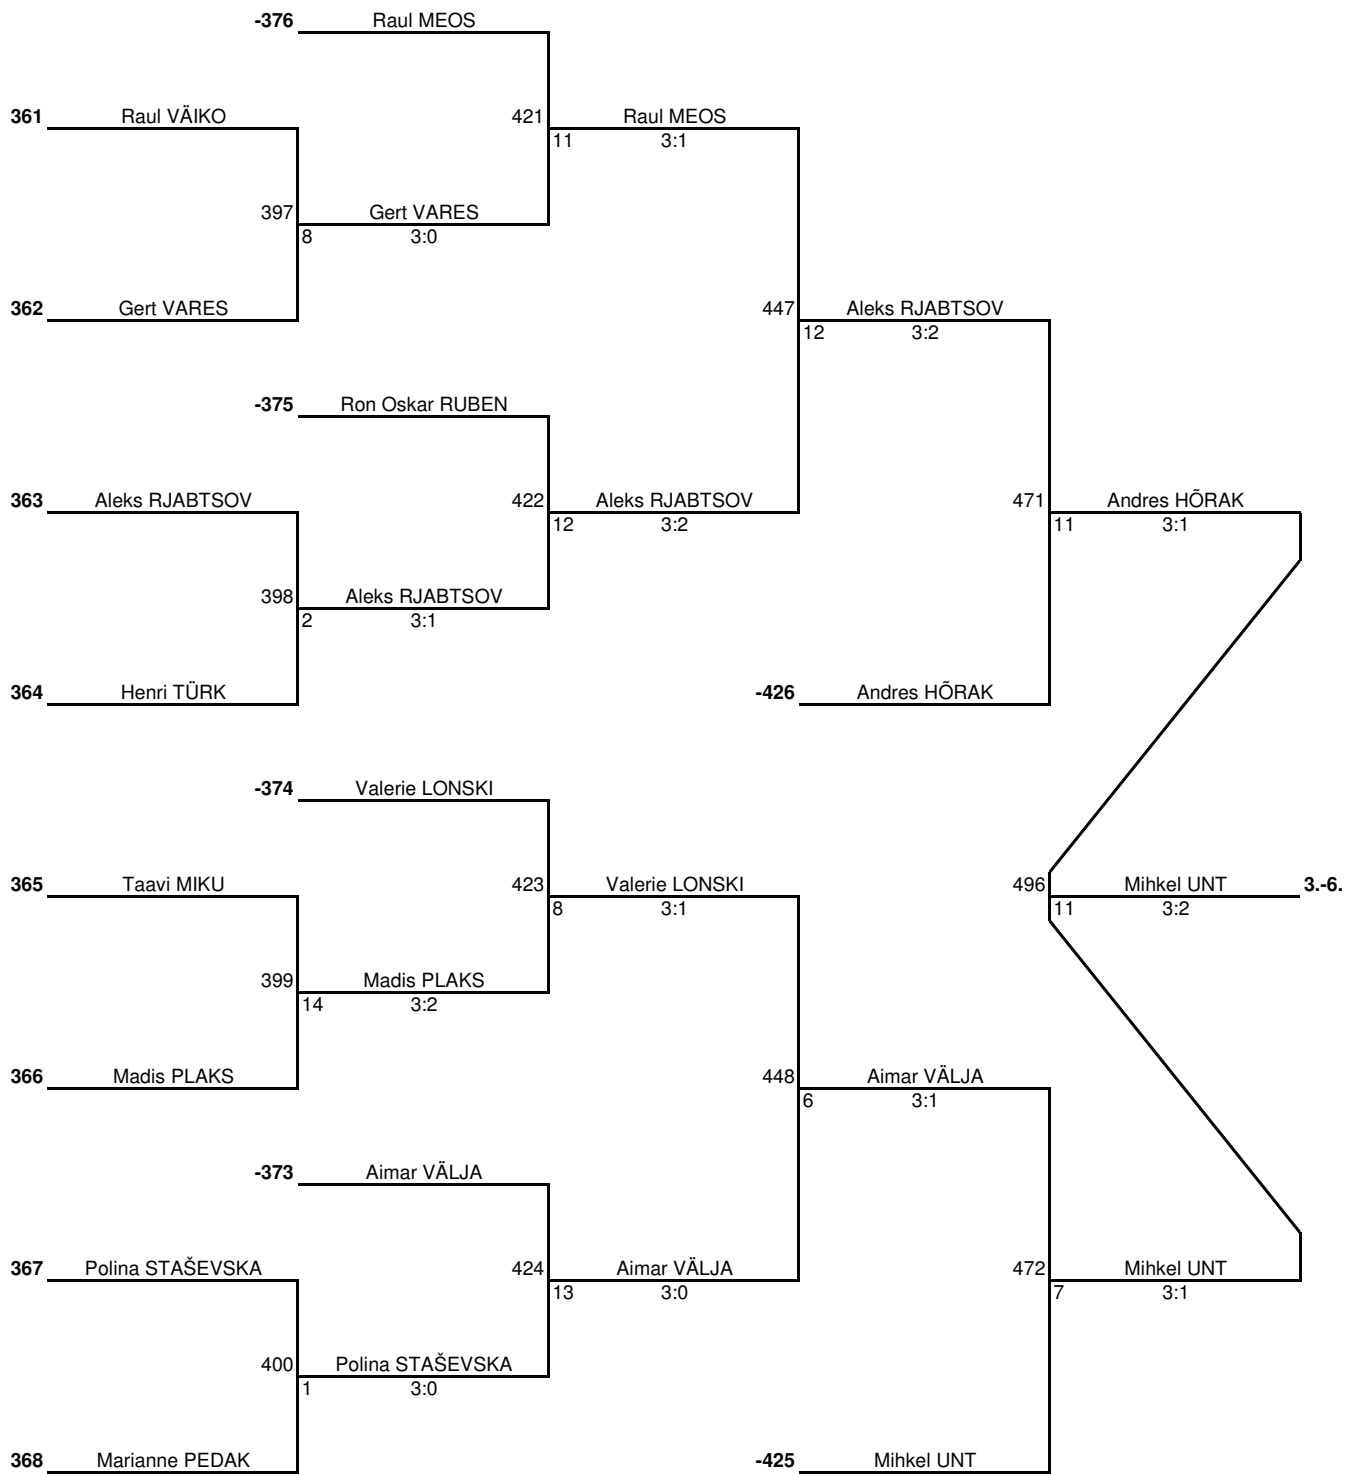 -376 Raul MEOS
361 Raul VÄIKO 421 Raul MEOS
11 3:1
397 Gert VARES
8 3:0
362 Gert VARES 447 Aleks RJABTSOV
12 3:2
-375 Ron Oskar RUBEN
363 Aleks RJABTSOV 422 Aleks RJABTSOV 471 Andres HÕRAK
12 3:2 11 3:1
398 Aleks RJABTSOV
2 3:1
364 Henri TÜRK -426 Andres HÕRAK
-374 Valerie LONSKI
365 Taavi MIKU 423 Valerie LONSKI 496 Mihkel UNT 3.-6.
8 3:1 11 3:2
399 Madis PLAKS
14 3:2
366 Madis PLAKS 448 Aimar VÄLJA
6 3:1
-373 Aimar VÄLJA
367 Polina STAŠEVSKA 424 Aimar VÄLJA 472 Mihkel UNT
13 3:0 7 3:1
400 Polina STAŠEVSKA
1 3:0
368 Marianne PEDAK -425 Mihkel UNT